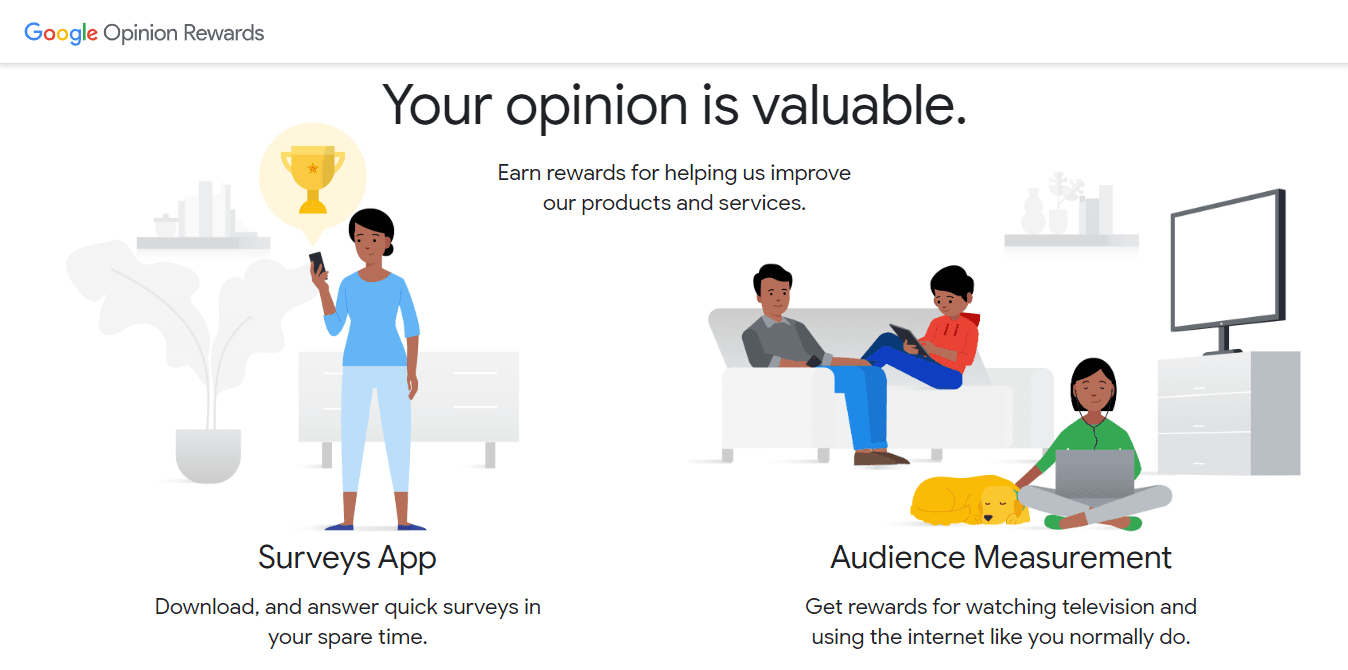 Google Opinion Rewards
Your opinion is valuable.
Earn rewards for helping us improve
our products and services.
Surveys App
Download, and answer quick surveys in
your spare time.
Audience Measurement
Get rewards for watching television and
using the internet like you normally do.